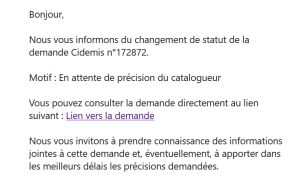 Bonjour,
Nous vous informons du changement de statut de la
demande Cidemis n°172872.
Motif : En attente de précision du catalogueur
Vous pouvez consulter la demande directement au lien
suivant : Lien vers la demande
Nous vous invitons à prendre connaissance des informations
jointes à cette demande et, éventuellement, à apporter dans
les meilleurs délais les précisions demandées.